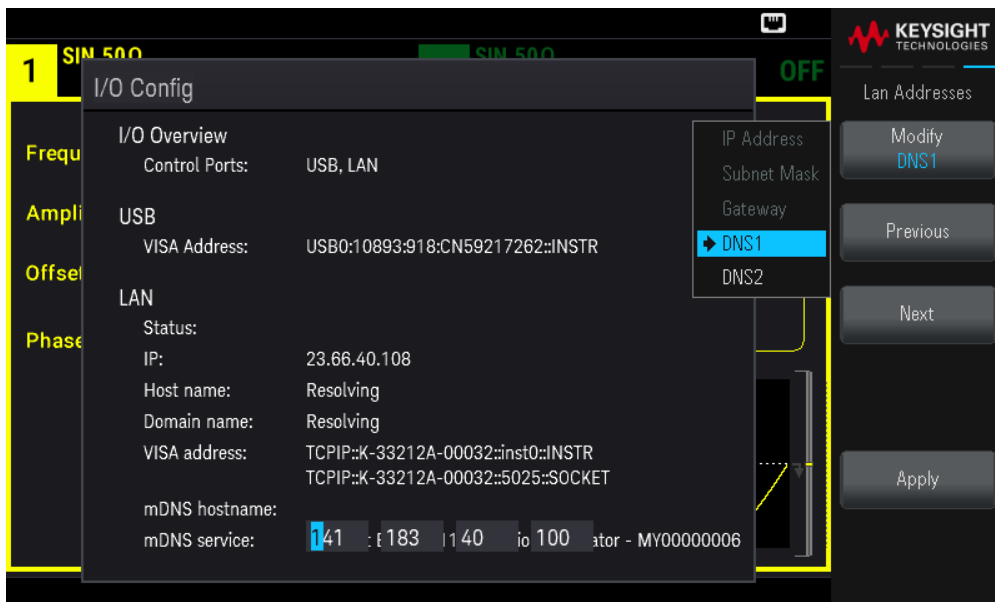 KEYSIGHT
TECHNOLOGIES
1
SIN 50Ω
SIN 50Ω
OFF
I/O Config
I/O Overview
Control Ports: USB, LAN
USB
VISA Address: USB0:10893:918:CN59217262::INSTR
LAN
Status:
IP: 23.66.40.108
Host name: Resolving
Domain name: Resolving
VISA address: TCPIP::K-33212A-00032::inst0::INSTR
TCPIP::K-33212A-00032::5025::SOCKET
mDNS hostname:
mDNS service: 141 183 40 100 ator - MY00000006
Frequ
Ampli
Offset
Phase
IP Address
Subnet Mask
Gateway
DNS1
DNS2
Lan Addresses
Modify
DNS1
Previous
Next
Apply